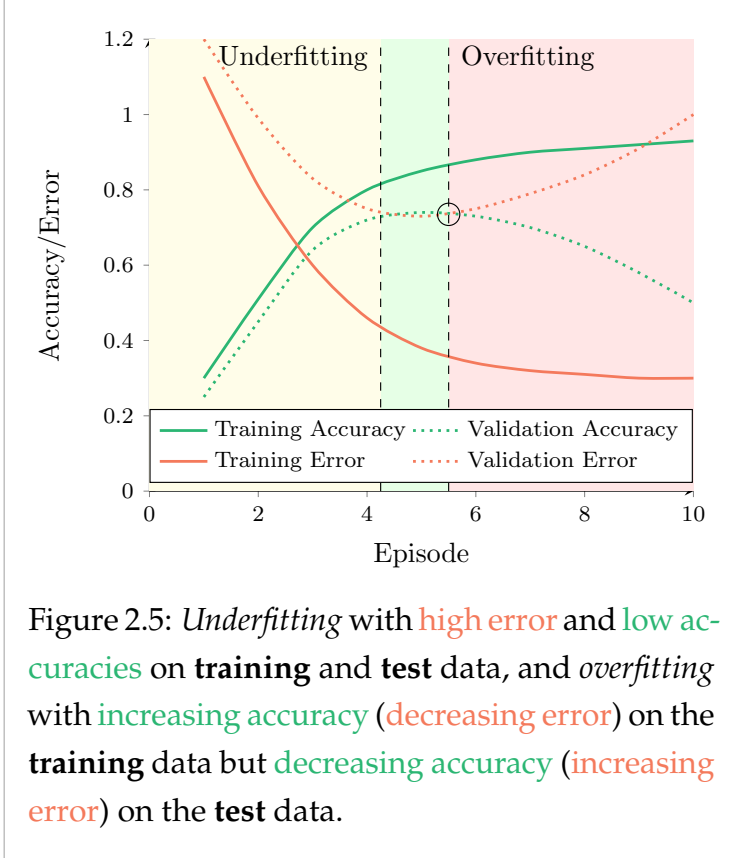 1.2
Underfitting
Overfitting
1
0.8
0.6
0.4
0.2
0
Accuracy/Error
Training Accuracy
Validation Accuracy
Training Error
Validation Error
0 2 4 6 8 10
Episode
Figure 2.5: Underfitting with high error and low ac-
curacies on training and test data, and overfitting
with increasing accuracy (decreasing error) on the
training data but decreasing accuracy (increasing
error) on the test data.